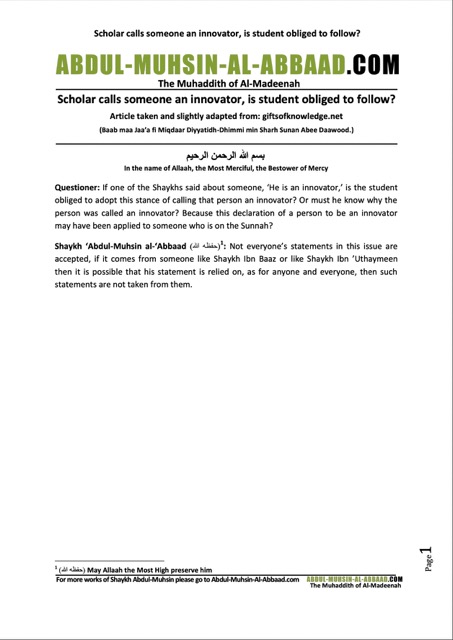 Scholar calls someone an innovator, is student obliged to follow?
ABDUL-MUHSIN-AL-ABBAAD.COM
The Muhaddith of Al-Madeenah
Scholar calls someone an innovator, is student obliged to follow?
Article taken and slightly adapted from: giftsofknowledge.net
(Baab maa Jaa’a fi Miqdaar Diyyatidh-Dhimmi min Sharh Sunan Abee Daawood.)
بسم الله الرحمن الرحيم
In the name of Allaah, the Most Merciful, the Bestower of Mercy
Questioner: If one of the Shaykhs said about someone, ‘He is an innovator,’ is the student
obliged to adopt this stance of calling that person an innovator? Or must he know why the
person was called an innovator? Because this declaration of a person to be an innovator
may have been applied to someone who is on the Sunnah?
Shaykh ‘Abdul-Muhsin al-‘Abbaad (حفظه الله)1: Not everyone’s statements in this issue are
accepted, if it comes from someone like Shaykh Ibn Baaz or like Shaykh Ibn ’Uthaymeen
then it is possible that his statement is relied on, as for anyone and everyone, then such
statements are not taken from them.
1 (حفظه الله) May Allaah the Most High preserve him
For more works of Shaykh Abdul-Muhsin please go to Abdul-Muhsin-Al-Abbaad.com
ABDUL-MUHSIN-AL-ABBAAD.COM
The Muhaddith of Al-Madeenah
Page1